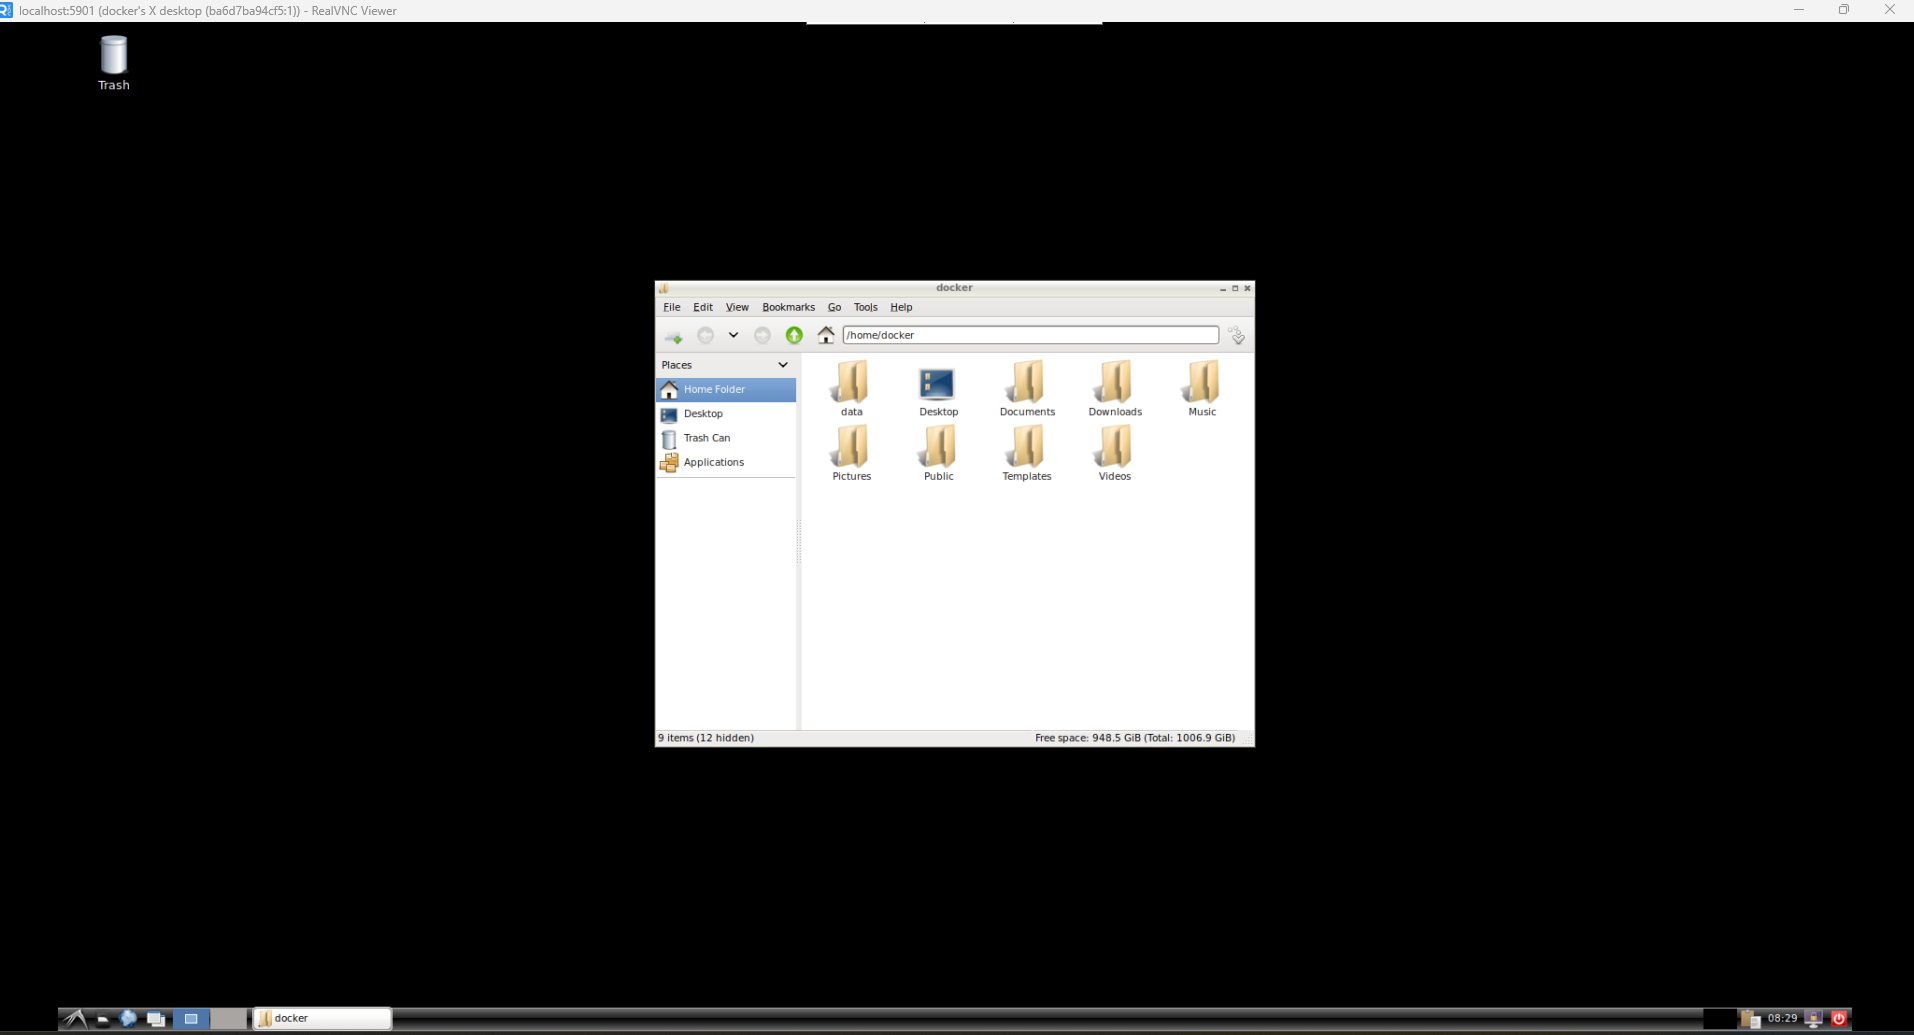 localhost:5901 (docker's X desktop (ba6d7ba94cf5:1)) - RealVNC Viewer
Trash
docker
File Edit View Bookmarks Go Tools Help
/home/docker
Places
Home Folder
Desktop
Trash Can
Applications
data Desktop Documents Downloads Music
Pictures Public Templates Videos
9 items (12 hidden) Free space: 948.5 GiB (Total: 1006.9 GiB)
docker 08:29